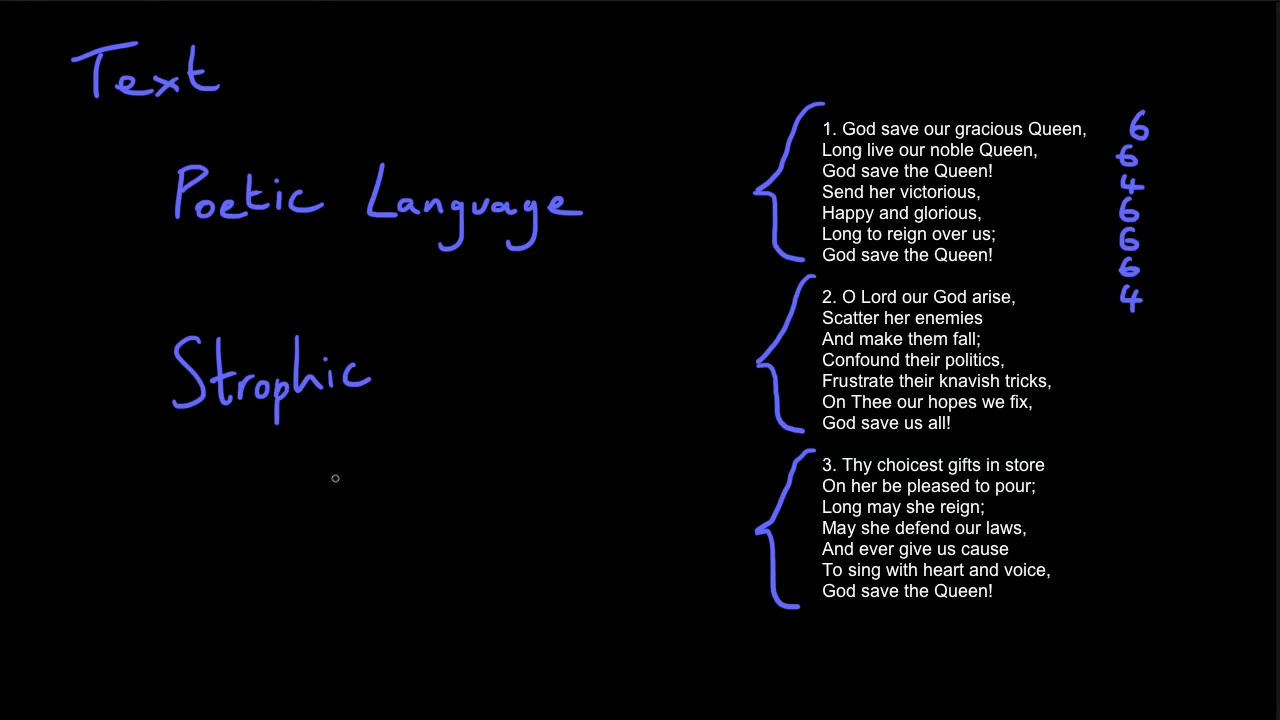 Text
Poetic Language
Strophic
1. God save our gracious Queen, 6
Long live our noble Queen, 6
God save the Queen! 4
Send her victorious, 6
Happy and glorious, 6
Long to reign over us; 6
God save the Queen! 4
2. O Lord our God arise,
Scatter her enemies
And make them fall;
Confound their politics,
Frustrate their knavish tricks,
On Thee our hopes we fix,
God save us all!
3. Thy choicest gifts in store
On her be pleased to pour;
Long may she reign;
May she defend our laws,
And ever give us cause
To sing with heart and voice,
God save the Queen!